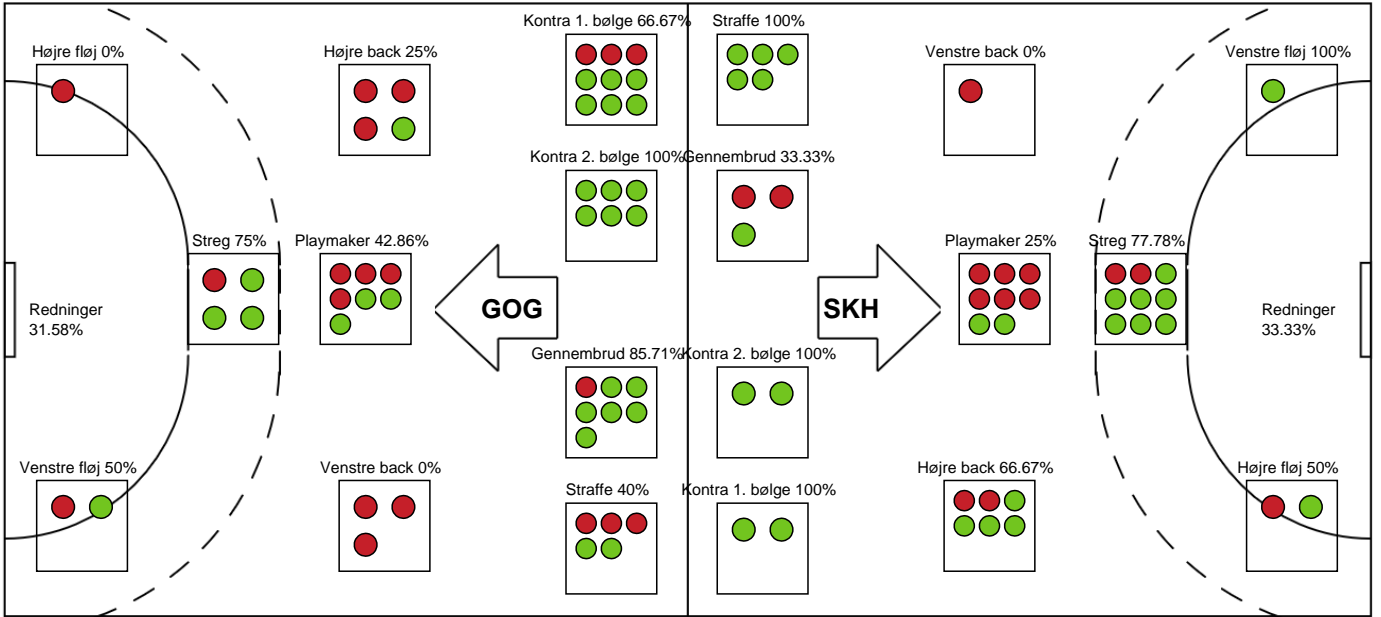 Kontra 1. bølge 66.67%
Straffe 100%
Højre fløj 0%
Højre back 25%
Venstre back 0%
Venstre fløj 100%
Kontra 2. bølge 100%
Gennembrud 33.33%
Streg 75%
Playmaker 42.86%
Playmaker 25%
Streg 77.78%
Redninger
31.58%
GOG
SKH
Redninger
33.33%
Gennembrud 85.71%
Kontra 2. bølge 100%
Venstre fløj 50%
Venstre back 0%
Straffe 40%
Kontra 1. bølge 100%
Højre back 66.67%
Højre fløj 50%